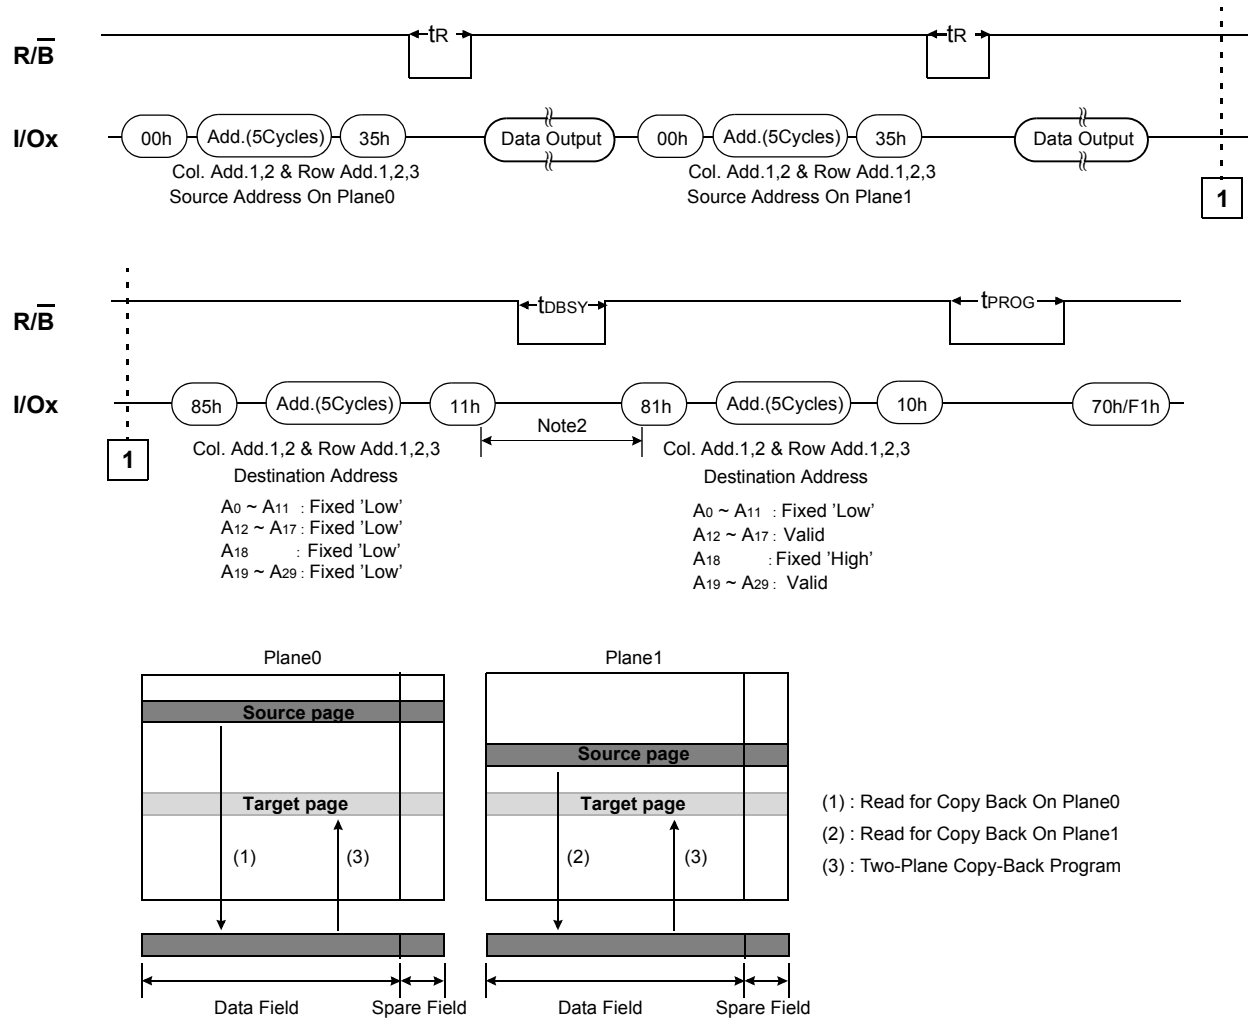 R/B
tR
tR
I/Ox
00h
Add.(5Cycles)
35h
Data Output
00h
Add.(5Cycles)
35h
Data Output
Col. Add.1,2 & Row Add.1,2,3
Source Address On Plane0
Col. Add.1,2 & Row Add.1,2,3
Source Address On Plane1
1
R/B
tDBSY
tPROG
I/Ox
85h
Add.(5Cycles)
11h
Note2
81h
Add.(5Cycles)
10h
70h/F1h
1
Col. Add.1,2 & Row Add.1,2,3
Destination Address
A0 ~ A11 : Fixed 'Low'
A12 ~ A17 : Fixed 'Low'
A18 : Fixed 'Low'
A19 ~ A29 : Fixed 'Low'
Col. Add.1,2 & Row Add.1,2,3
Destination Address
A0 ~ A11 : Fixed 'Low'
A12 ~ A17 : Valid
A18 : Fixed 'High'
A19 ~ A29 : Valid
Plane0
Source page
Target page
(1)
(3)
Data Field
Spare Field
Plane1
Source page
Target page
(2)
(3)
Data Field
Spare Field
(1) : Read for Copy Back On Plane0
(2) : Read for Copy Back On Plane1
(3) : Two-Plane Copy-Back Program